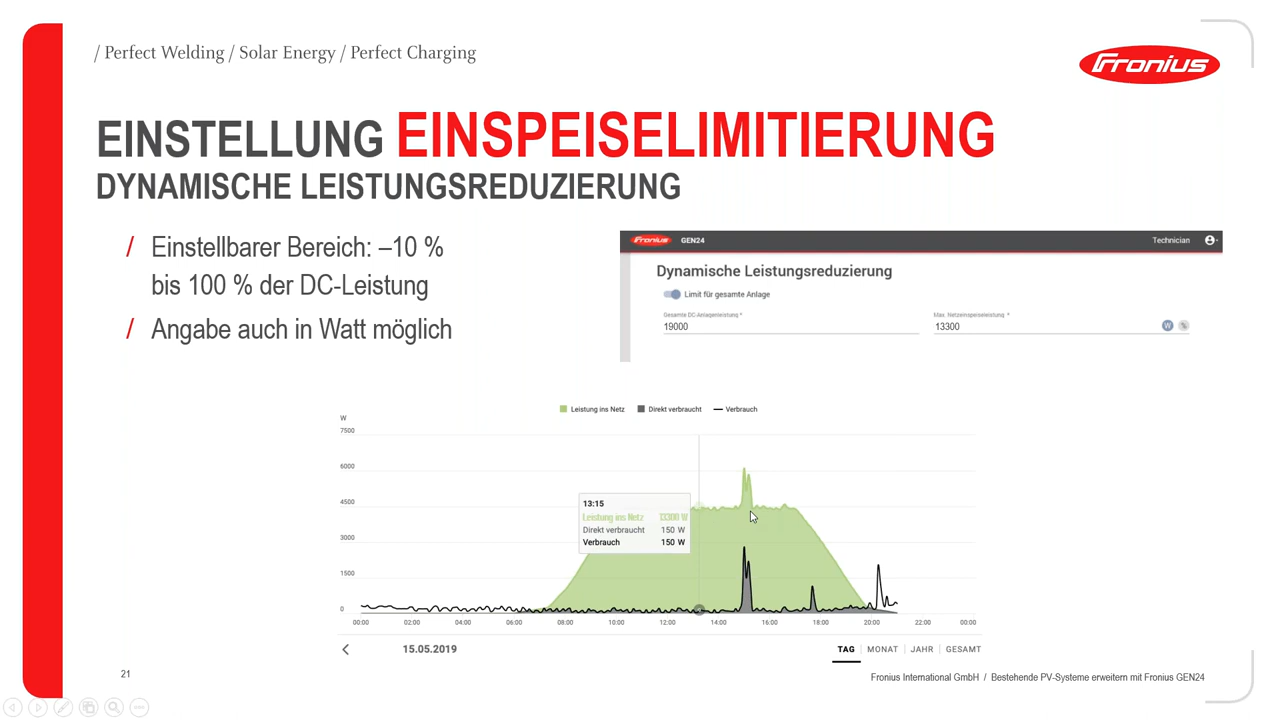 / Perfect Welding / Solar Energy / Perfect Charging
Fronius
EINSTELLUNG EINSPEISELIMITIERUNG
DYNAMISCHE LEISTUNGSREDUZIERUNG
/ Einstellbarer Bereich: –10 %
bis 100 % der DC-Leistung
/ Angabe auch in Watt möglich
Fronius GEN24 Technician
Dynamische Leistungsreduzierung
Limit für gesamte Anlage
Gesamte DC-Anlagenleistung * Max. Netzeinspeiseleistung *
19000 13300 W %
Leistung ins Netz Direkt verbraucht Verbrauch
W
7500
6000
4500
3000
1500
0
13:15
Leistung ins Netz 13300 W
Direkt verbraucht 150 W
Verbrauch 150 W
00:00 02:00 04:00 06:00 08:00 10:00 12:00 14:00 16:00 18:00 20:00 22:00 00:00
15.05.2019 TAG MONAT JAHR GESAMT
21
Fronius International GmbH / Bestehende PV-Systeme erweitern mit Fronius GEN24